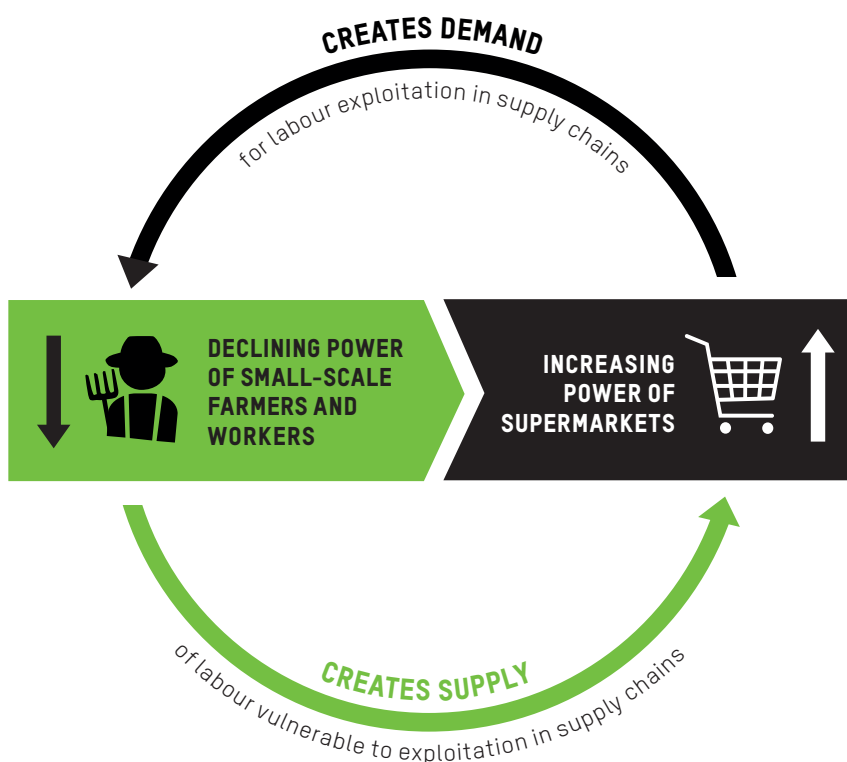 CREATES DEMAND
for labour exploitation in supply chains
DECLINING POWER
OF SMALL-SCALE
FARMERS AND
WORKERS
INCREASING
POWER OF
SUPERMARKETS
CREATES SUPPLY
of labour vulnerable to exploitation in supply chains